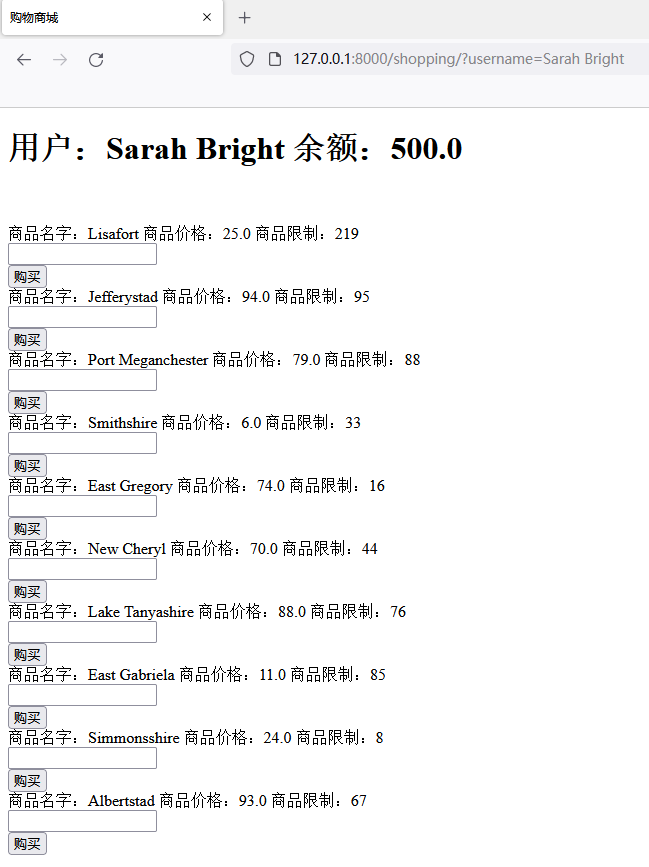 购物商城
127.0.0.1:8000/shopping/?username=Sarah Bright
用户：Sarah Bright 余额：500.0
商品名字：Lisafort 商品价格：25.0 商品限制：219
购买
商品名字：Jefferystad 商品价格：94.0 商品限制：95
购买
商品名字：Port Meganchester 商品价格：79.0 商品限制：88
购买
商品名字：Smithshire 商品价格：6.0 商品限制：33
购买
商品名字：East Gregory 商品价格：74.0 商品限制：16
购买
商品名字：New Cheryl 商品价格：70.0 商品限制：44
购买
商品名字：Lake Tanyashire 商品价格：88.0 商品限制：76
购买
商品名字：East Gabriela 商品价格：11.0 商品限制：85
购买
商品名字：Simmonsshire 商品价格：24.0 商品限制：8
购买
商品名字：Albertstad 商品价格：93.0 商品限制：67
购买